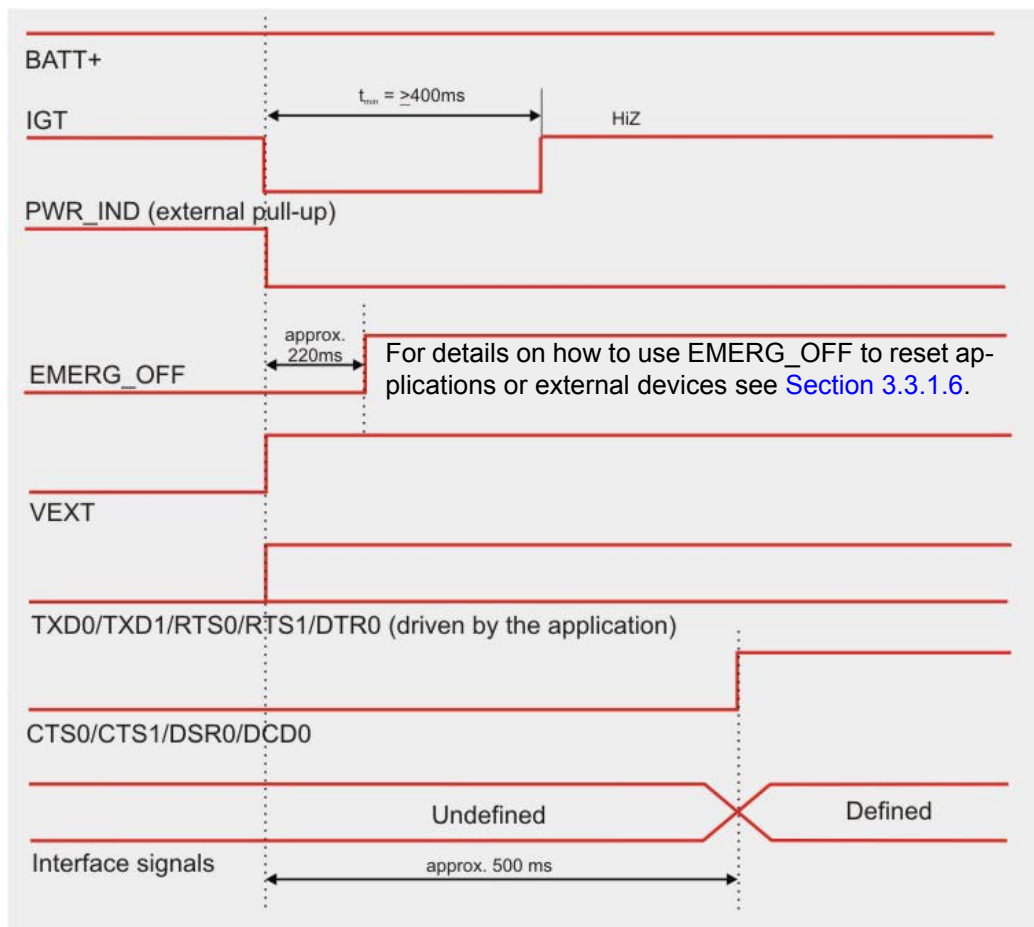 BATT+
t_min = ≥400ms
IGT
HiZ
PWR_IND (external pull-up)
approx.
220ms
EMERG_OFF
For details on how to use EMERG_OFF to reset ap-
plications or external devices see Section 3.3.1.6.
VEXT
TXD0/TXD1/RTS0/RTS1/DTR0 (driven by the application)
CTS0/CTS1/DSR0/DCD0
Undefined
Defined
Interface signals
approx. 500 ms